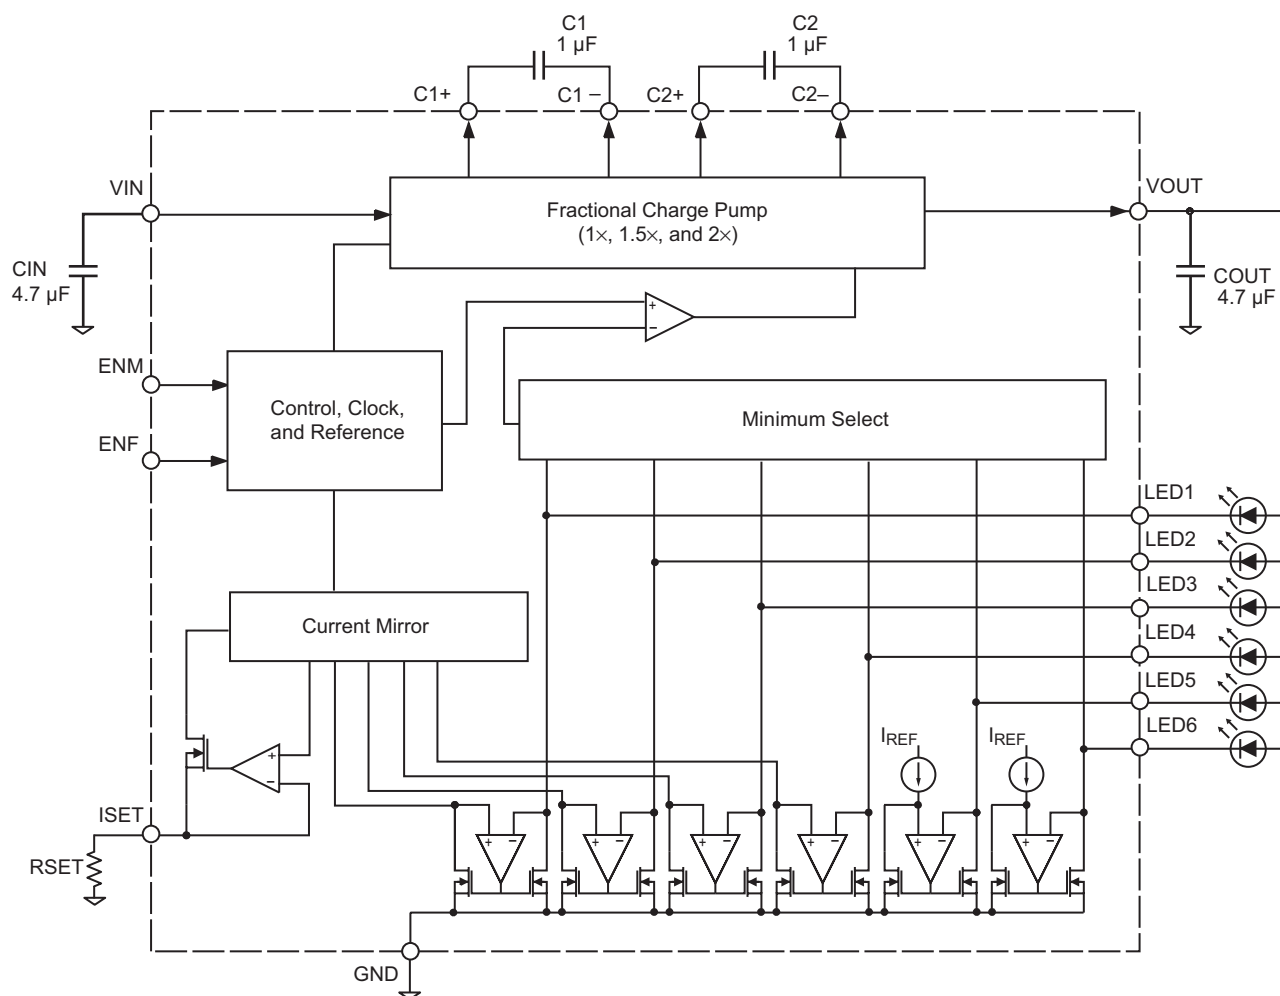 C1
1 µF
C2
1 µF
C1+
C1 –
C2+
C2–
VIN
Fractional Charge Pump
(1×, 1.5×, and 2×)
VOUT
CIN
4.7 µF
COUT
4.7 µF
+
–
ENM
ENF
Control, Clock,
and Reference
Minimum Select
LED1
LED2
LED3
LED4
LED5
LED6
Current Mirror
IREF
IREF
+
–
ISET
RSET
+ –
+ –
+ –
+ –
+ –
+ –
GND